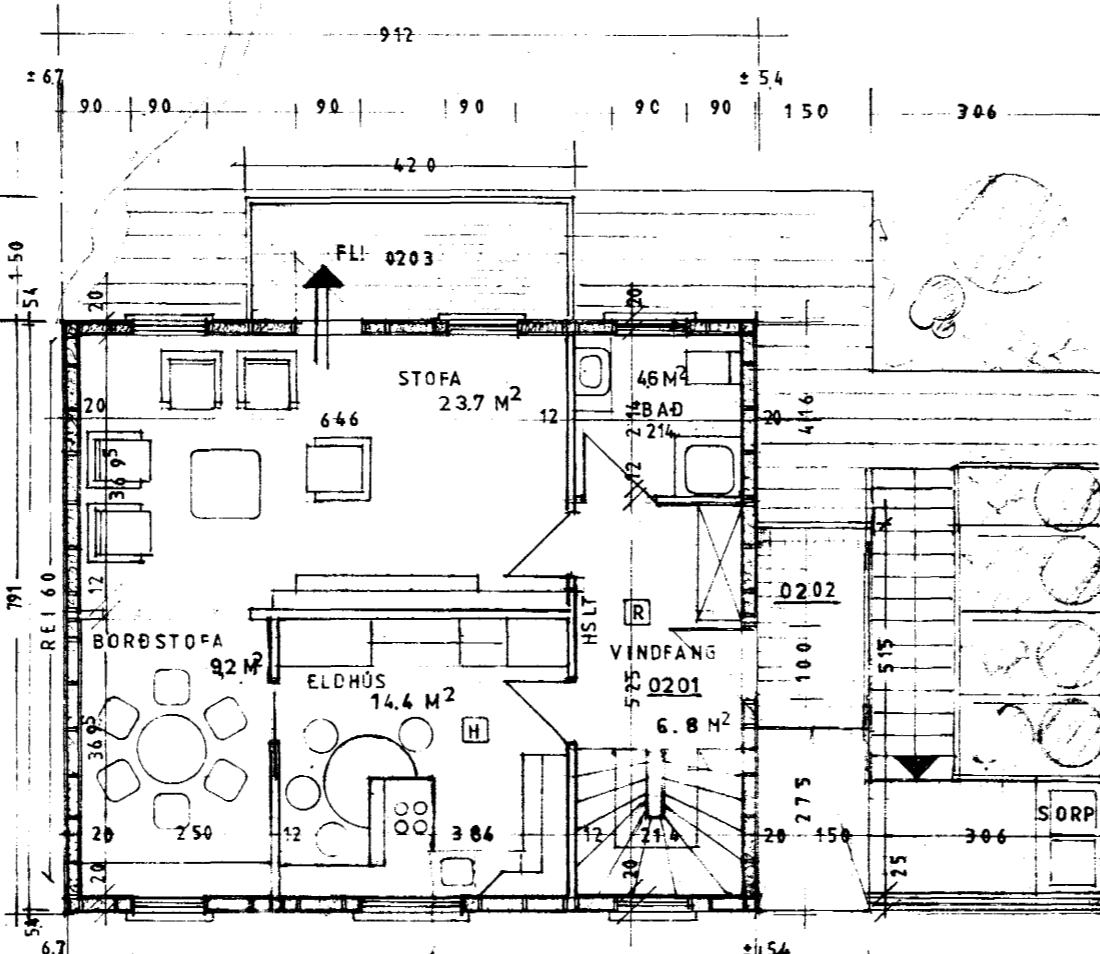 912
± 6.7
± 5.4
90 90 90 90 90 90 150 306
420
FL! 0203
150
54
20
20
STOFA
23.7 M²
4.6 M²
BAÐ
214
214
20
646
12
20
416
36 9⁵
12
12
791
REI 60
0202
HSLT
R
BORÐSTOFA
9.2 M²
VINDFANG
ELDHÚS
14.4 M²
525
0201
100
515
H
6.8 M²
36 9⁵
275
SORP
20 250 12 384 12 214 20 150 306
20
20
25
54
6.7
± 5.4